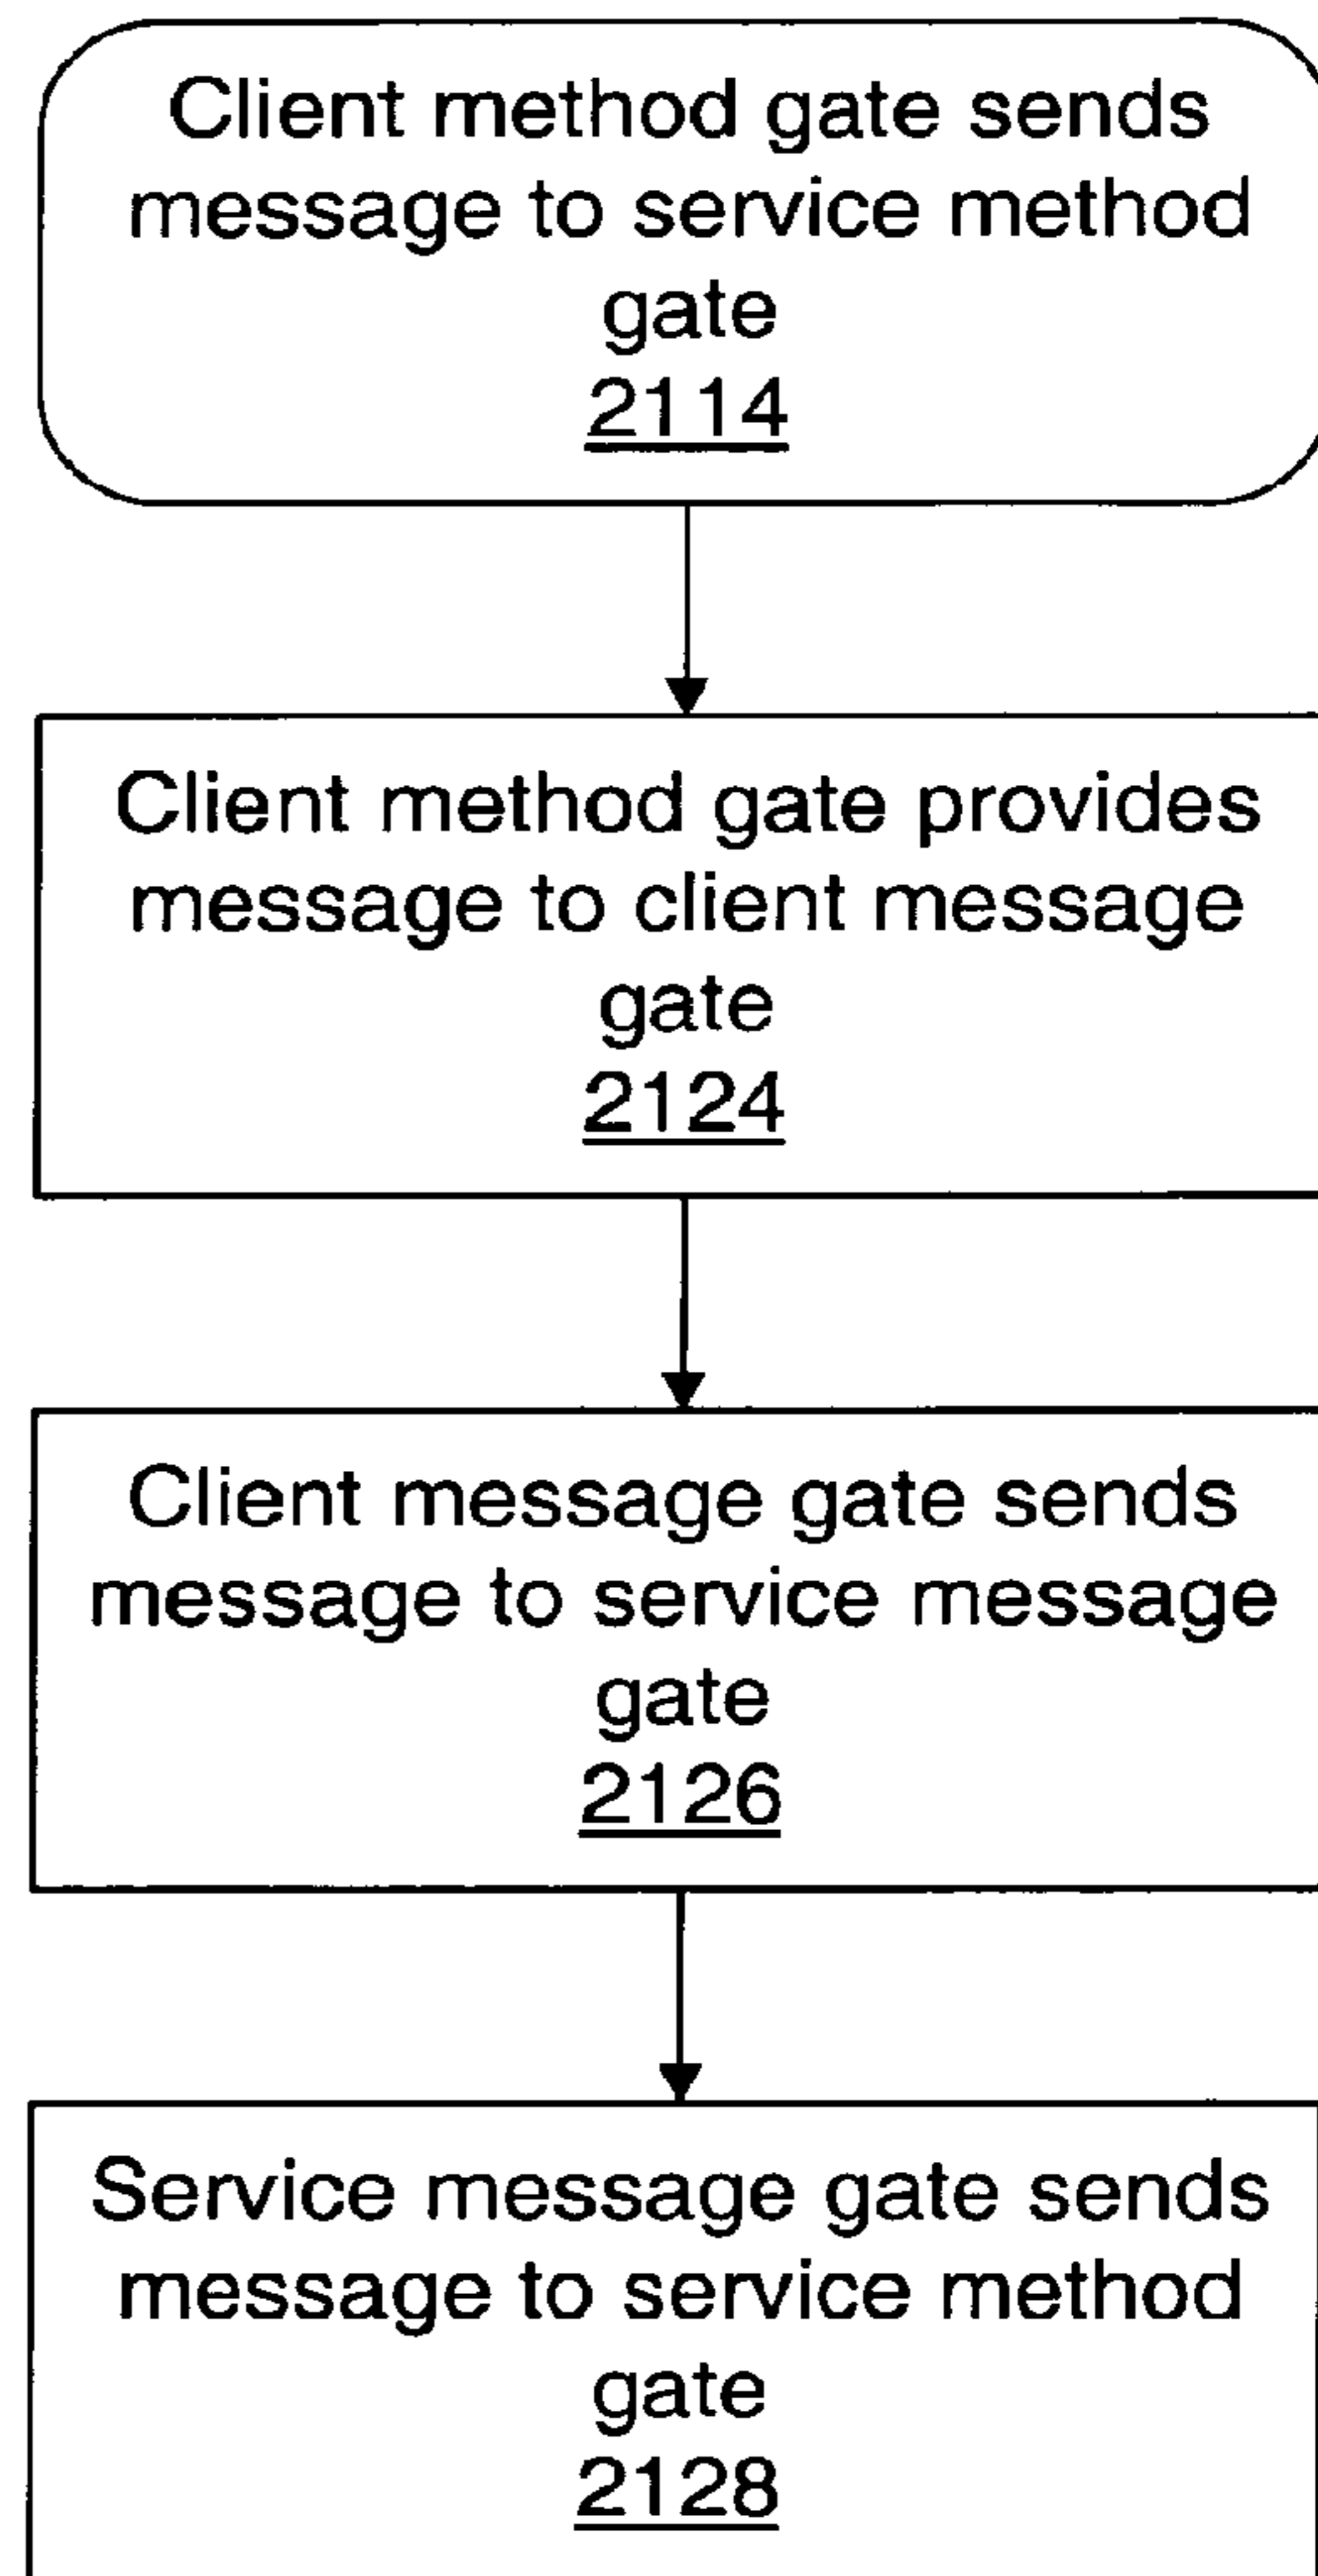 Client method gate sends
message to service method
gate
2114
Client method gate provides
message to client message
gate
2124
Client message gate sends
message to service message
gate
2126
Service message gate sends
message to service method
gate
2128